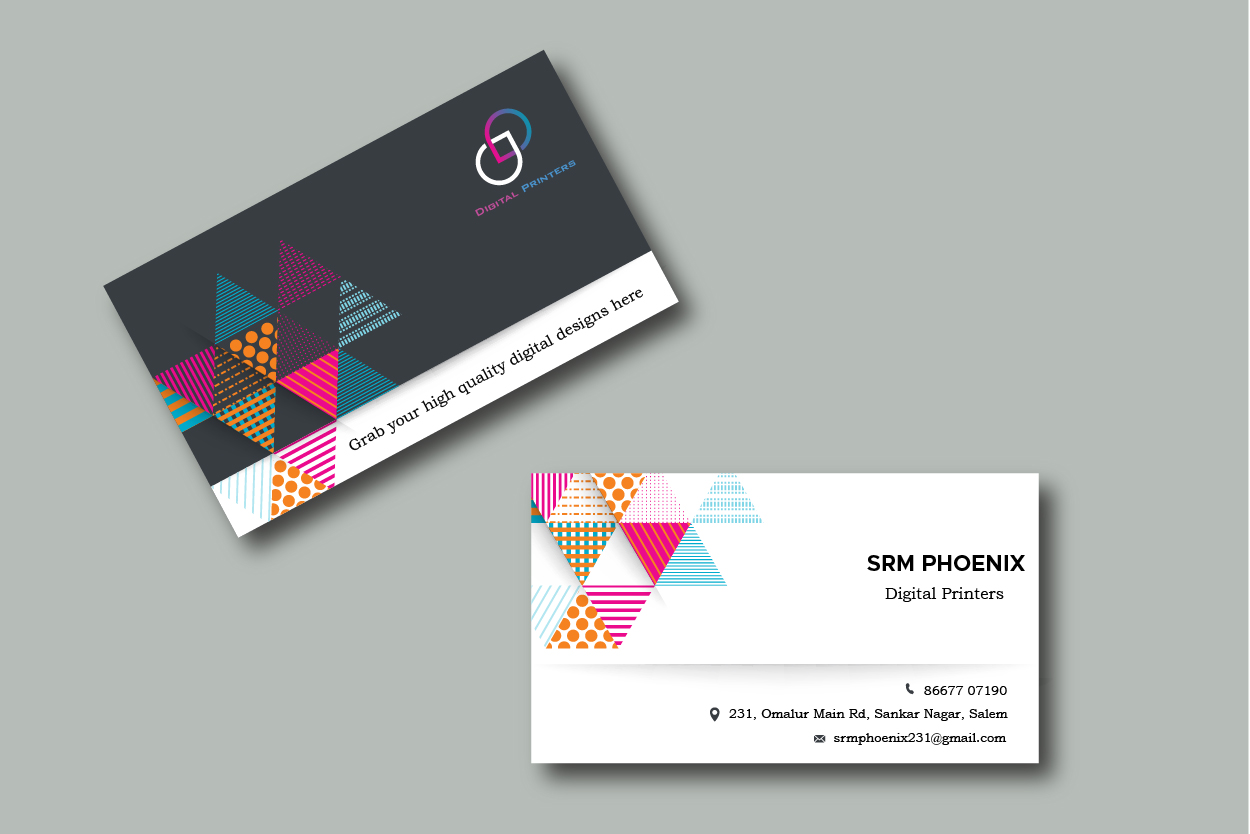 Digital Printers
Grab your high quality digital designs here
SRM PHOENIX
Digital Printers
86677 07190
231, Omalur Main Rd, Sankar Nagar, Salem
srmphoenix231@gmail.com